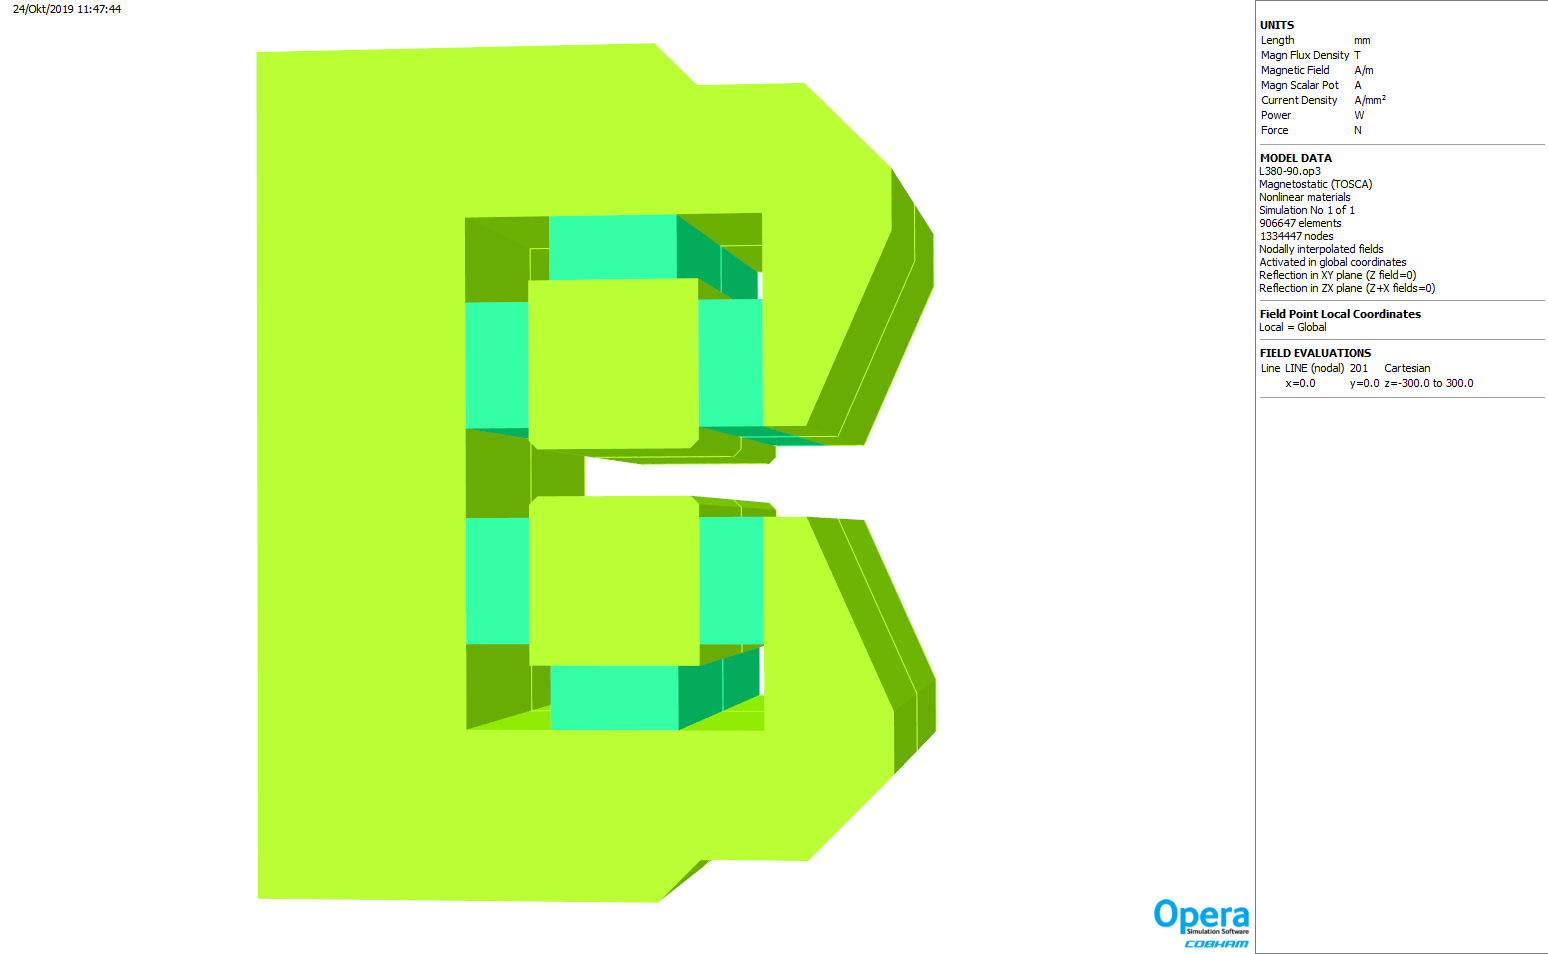 24/Okt/2019 11:47:44
UNITS
Length mm
Magn Flux Density T
Magnetic Field A/m
Magn Scalar Pot A
Current Density A/mm²
Power W
Force N
MODEL DATA
L380-90.op3
Magnetostatic (TOSCA)
Nonlinear materials
Simulation No 1 of 1
906647 elements
1334447 nodes
Nodally interpolated fields
Activated in global coordinates
Reflection in XY plane (Z field=0)
Reflection in ZX plane (Z+X fields=0)
Field Point Local Coordinates
Local = Global
FIELD EVALUATIONS
Line LINE (nodal) 201 Cartesian
x=0.0 y=0.0 z=-300.0 to 300.0
Opera
Simulation Software
COBHAM